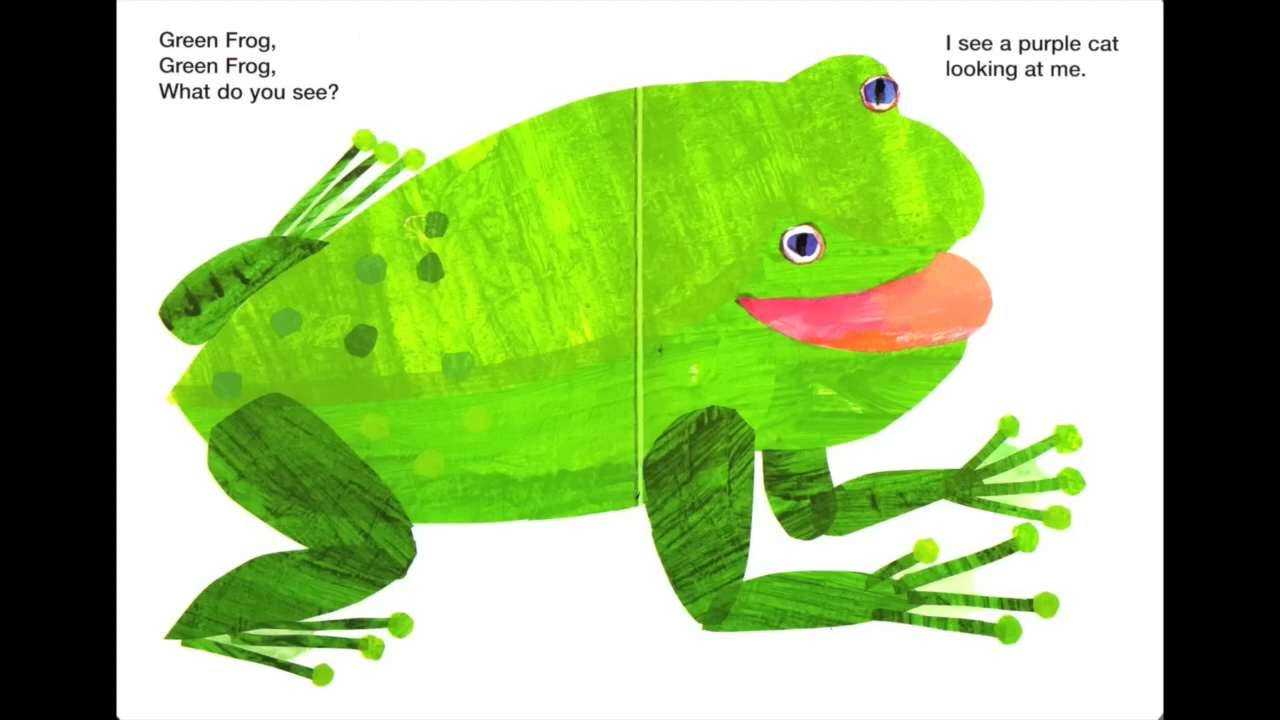 Green Frog,
Green Frog,
What do you see?
I see a purple cat
looking at me.